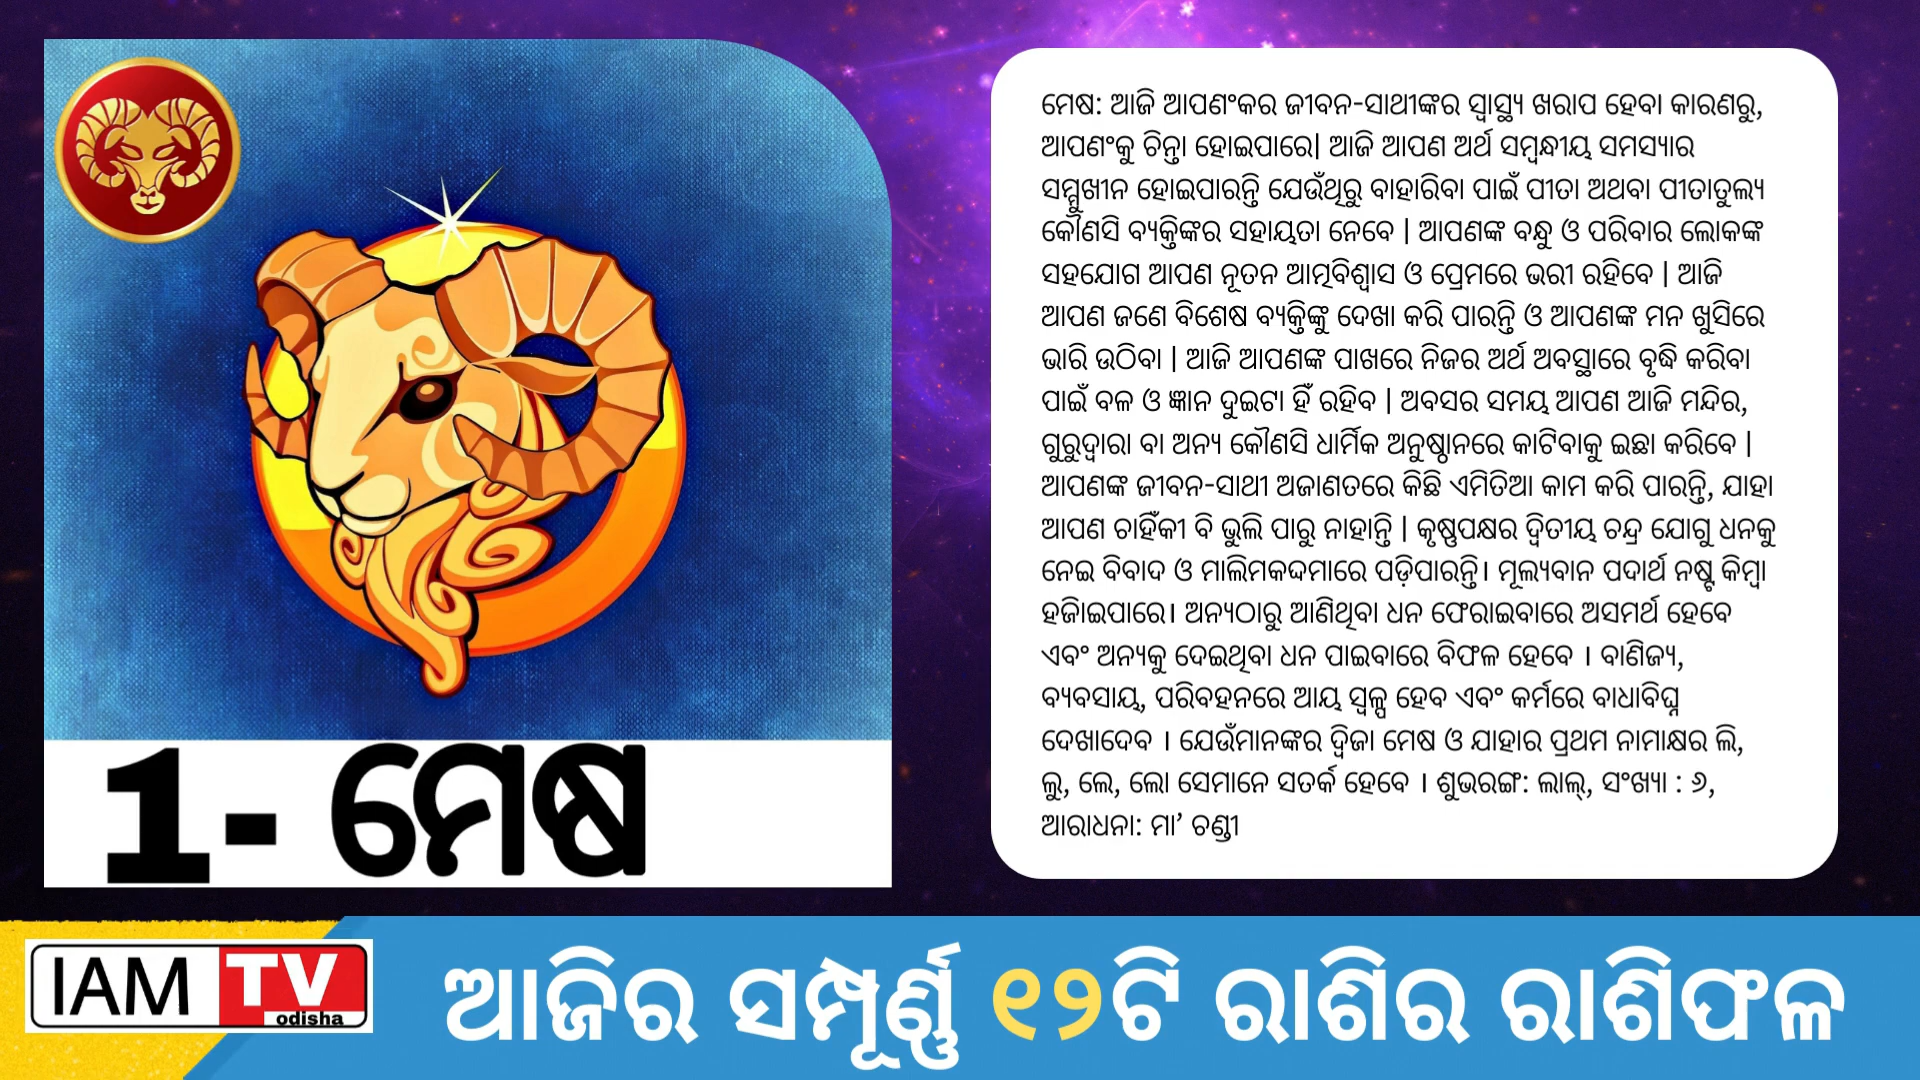 1- ମେଷ
ମେଷ: ଆଜି ଆପଣଂକର ଜୀବନ-ସାଥୀଙ୍କର ସ୍ୱାସ୍ଥ୍ୟ ଖରାପ ହେବା କାରଣରୁ,
ଆପଣଂକୁ ଚିନ୍ତା ହୋଇପାରେ| ଆଜି ଆପଣ ଅର୍ଥ ସମ୍ବନ୍ଧୀୟ ସମସ୍ୟାର
ସମ୍ମୁଖୀନ ହୋଇପାରନ୍ତି ଯେଉଁଥିରୁ ବାହାରିବା ପାଇଁ ପୀତା ଅଥବା ପୀତାତୁଲ୍ୟ
କୌଣସି ବ୍ୟକ୍ତିଙ୍କର ସହାୟତା ନେବେ | ଆପଣଙ୍କ ବନ୍ଧୁ ଓ ପରିବାର ଲୋକଙ୍କ
ସହଯୋଗ ଆପଣ ନୂତନ ଆତ୍ମବିଶ୍ୱାସ ଓ ପ୍ରେମରେ ଭରୀ ରହିବେ | ଆଜି
ଆପଣ ଜଣେ ବିଶେଷ ବ୍ୟକ୍ତିଙ୍କୁ ଦେଖା କରି ପାରନ୍ତି ଓ ଆପଣଙ୍କ ମନ ଖୁସିରେ
ଭାରି ଉଠିବା | ଆଜି ଆପଣଙ୍କ ପାଖରେ ନିଜର ଅର୍ଥ ଅବସ୍ଥାରେ ବୃଦ୍ଧି କରିବା
ପାଇଁ ବଳ ଓ ଜ୍ଞାନ ଦୁଇଟା ହିଁ ରହିବ | ଅବସର ସମୟ ଆପଣ ଆଜି ମନ୍ଦିର,
ଗୁରୁଦ୍ୱାରା ବା ଅନ୍ୟ କୌଣସି ଧାର୍ମିକ ଅନୁଷ୍ଠାନରେ କାଟିବାକୁ ଇଛା କରିବେ |
ଆପଣଙ୍କ ଜୀବନ-ସାଥୀ ଅଜାଣତରେ କିଛି ଏମିତିଆ କାମ କରି ପାରନ୍ତି, ଯାହା
ଆପଣ ଚାହିଁକୀ ବି ଭୁଲି ପାରୁ ନାହାନ୍ତି | କୃଷ୍ଣପକ୍ଷର ଦ୍ୱିତୀୟ ଚନ୍ଦ୍ର ଯୋଗୁ ଧନକୁ
ନେଇ ବିବାଦ ଓ ମାଲିମକଦ୍ଦମାରେ ପଡ଼ିପାରନ୍ତି। ମୂଲ୍ୟବାନ ପଦାର୍ଥ ନଷ୍ଟ କିମ୍ବା
ହଜିାଇପାରେ। ଅନ୍ୟଠାରୁ ଆଣିଥିବା ଧନ ଫେରାଇବାରେ ଅସମର୍ଥ ହେବେ
ଏବଂ ଅନ୍ୟକୁ ଦେଇଥିବା ଧନ ପାଇବାରେ ବିଫଳ ହେବେ । ବାଣିଜ୍ୟ,
ବ୍ୟବସାୟ, ପରିବହନରେ ଆୟ ସ୍ୱଳ୍ପ ହେବ ଏବଂ କର୍ମରେ ବାଧାବିଘ୍ନ
ଦେଖାଦେବ । ଯେଉଁମାନଙ୍କର ଦ୍ୱିଜା ମେଷ ଓ ଯାହାର ପ୍ରଥମ ନାମାକ୍ଷର ଲି,
ଲୁ, ଲେ, ଲୋ ସେମାନେ ସତର୍କ ହେବେ । ଶୁଭରଙ୍ଗ: ଲାଲ୍, ସଂଖ୍ୟା : ୬,
ଆରାଧନା: ମା’ ଚଣ୍ଡୀ
IAM TV odisha
ଆଜିର ସମ୍ପୂର୍ଣ୍ଣ ୧୨ଟି ରାଶିର ରାଶିଫଳ